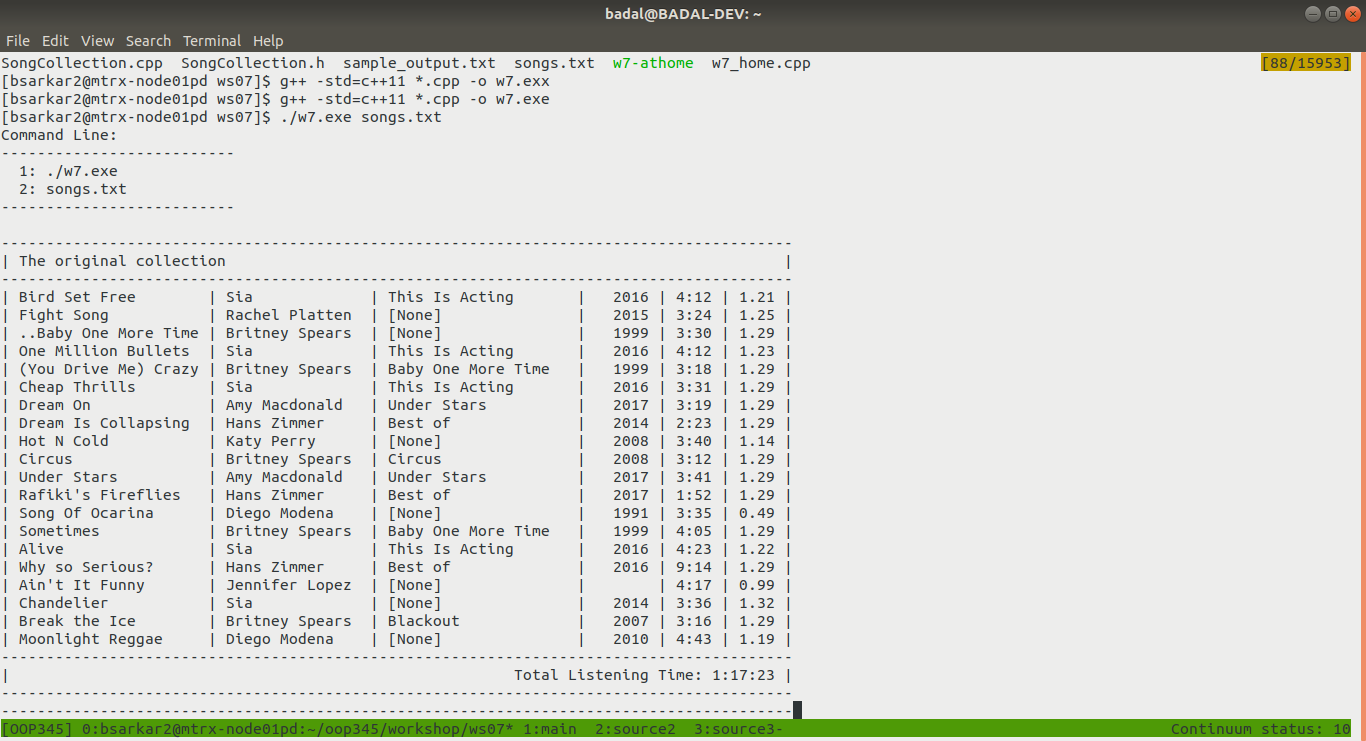 badal@BADAL-DEV: ~
File Edit View Search Terminal Help
SongCollection.cpp  SongCollection.h  sample_output.txt  songs.txt  w7-athome  w7_home.cpp [88/15953]
[bsarkar2@mtrx-node01pd ws07]$ g++ -std=c++11 *.cpp -o w7.exx
[bsarkar2@mtrx-node01pd ws07]$ g++ -std=c++11 *.cpp -o w7.exe
[bsarkar2@mtrx-node01pd ws07]$ ./w7.exe songs.txt
Command Line:
--------------------------
  1: ./w7.exe
  2: songs.txt
--------------------------
----------------------------------------------------------------------------------------
| The original collection                                                              |
----------------------------------------------------------------------------------------
| Bird Set Free        | Sia             | This Is Acting       |   2016 | 4:12 | 1.21 |
| Fight Song           | Rachel Platten  | [None]               |   2015 | 3:24 | 1.25 |
| ..Baby One More Time | Britney Spears  | [None]               |   1999 | 3:30 | 1.29 |
| One Million Bullets  | Sia             | This Is Acting       |   2016 | 4:12 | 1.23 |
| (You Drive Me) Crazy | Britney Spears  | Baby One More Time   |   1999 | 3:18 | 1.29 |
| Cheap Thrills        | Sia             | This Is Acting       |   2016 | 3:31 | 1.29 |
| Dream On             | Amy Macdonald   | Under Stars          |   2017 | 3:19 | 1.29 |
| Dream Is Collapsing  | Hans Zimmer     | Best of              |   2014 | 2:23 | 1.29 |
| Hot N Cold           | Katy Perry      | [None]               |   2008 | 3:40 | 1.14 |
| Circus               | Britney Spears  | Circus               |   2008 | 3:12 | 1.29 |
| Under Stars          | Amy Macdonald   | Under Stars          |   2017 | 3:41 | 1.29 |
| Rafiki's Fireflies   | Hans Zimmer     | Best of              |   2017 | 1:52 | 1.29 |
| Song Of Ocarina      | Diego Modena    | [None]               |   1991 | 3:35 | 0.49 |
| Sometimes            | Britney Spears  | Baby One More Time   |   1999 | 4:05 | 1.29 |
| Alive                | Sia             | This Is Acting       |   2016 | 4:23 | 1.22 |
| Why so Serious?      | Hans Zimmer     | Best of              |   2016 | 9:14 | 1.29 |
| Ain't It Funny       | Jennifer Lopez  | [None]               |        | 4:17 | 0.99 |
| Chandelier           | Sia             | [None]               |   2014 | 3:36 | 1.32 |
| Break the Ice        | Britney Spears  | Blackout             |   2007 | 3:16 | 1.29 |
| Moonlight Reggae     | Diego Modena    | [None]               |   2010 | 4:43 | 1.19 |
----------------------------------------------------------------------------------------
|                                                        Total Listening Time: 1:17:23 |
----------------------------------------------------------------------------------------
----------------------------------------------------------------------------------------
[OOP345] 0:bsarkar2@mtrx-node01pd:~/oop345/workshop/ws07* 1:main  2:source2  3:source3- Continuum status: 10